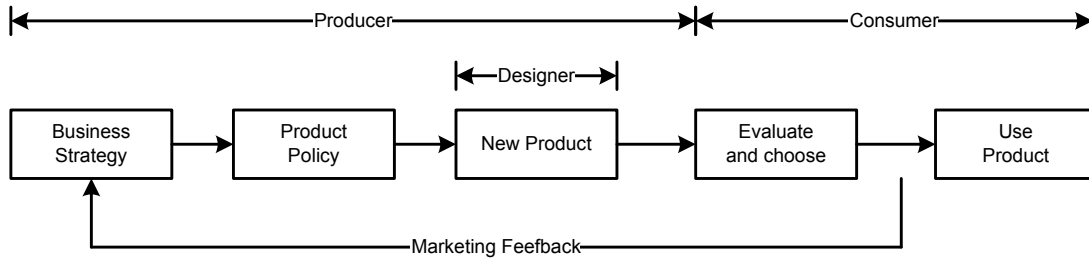 Producer
Consumer
Designer
Business
Strategy
Product
Policy
New Product
Evaluate
and choose
Use
Product
Marketing Feefback